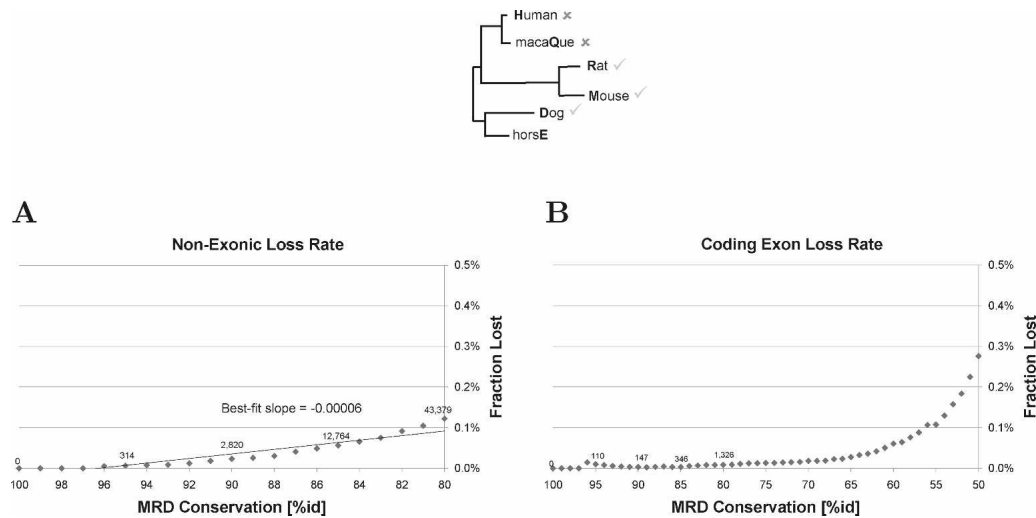 Human ✗
macaQue ✗
Rat ✓
Mouse ✓
Dog ✓
horsE
A
Non-Exonic Loss Rate
0.5%
0.4%
0.3%
0.2%
0.1%
0.0%
Fraction Lost
Best-fit slope = -0.00006
0
314
2,820
12,764
43,379
100 98 96 94 92 90 88 86 84 82 80
MRD Conservation [%id]
B
Coding Exon Loss Rate
0.5%
0.4%
0.3%
0.2%
0.1%
0.0%
Fraction Lost
0
110
147
346
1,326
100 95 90 85 80 75 70 65 60 55 50
MRD Conservation [%id]